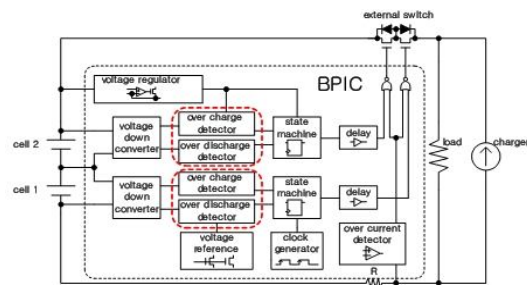 external switch
voltage regulator
BPIC
over charge
detector
state
machine
voltage
down
converter
delay
over discharge
detector
cell 2
load
charger
cell 1
over charge
detector
state
machine
voltage
down
converter
delay
over discharge
detector
over current
detector
voltage
reference
clock
generator
R